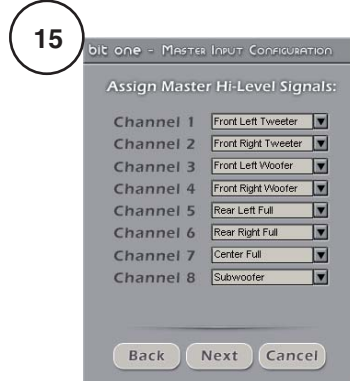 15
bit one - Master Input Configuration
Assign Master Hi-Level Signals:
Channel 1 Front Left Tweeter
Channel 2 Front Right Tweeter
Channel 3 Front Left Woofer
Channel 4 Front Right Woofer
Channel 5 Rear Left Full
Channel 6 Rear Right Full
Channel 7 Center Full
Channel 8 Subwoofer
Back Next Cancel